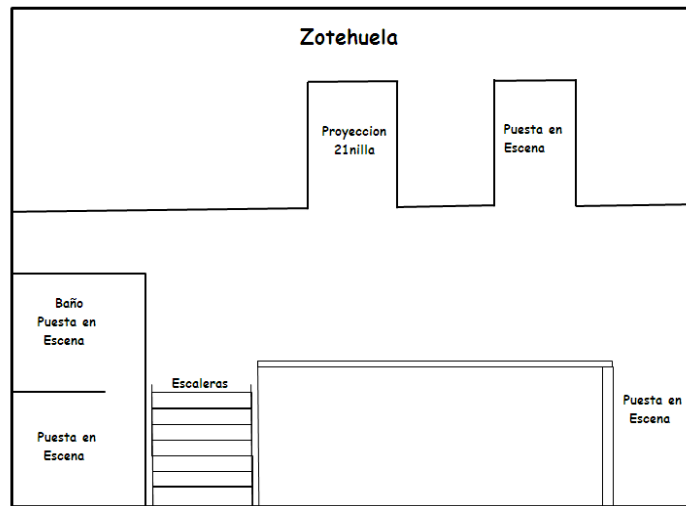 Zotehuela
Proyeccion
21nilla
Puesta en
Escena
Baño
Puesta en
Escena
Escaleras
Puesta en
Escena
Puesta en
Escena